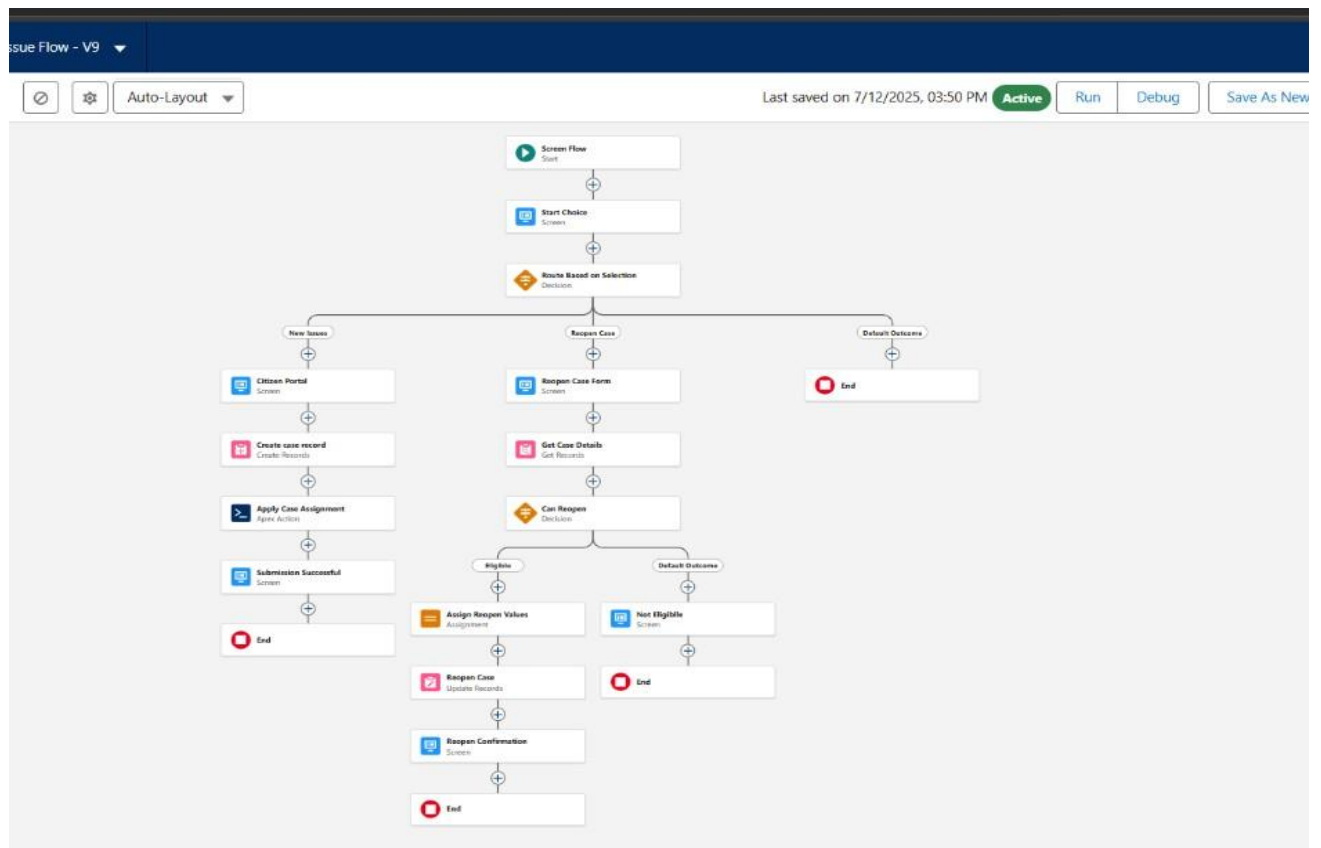 ssue Flow - V9
Auto-Layout
Last saved on 7/12/2025, 03:50 PM Active Run Debug Save As New
Screen Flow
Start
Start Choice
Screen
Route Based on Selection
Decision
New Issues Reopen Case Default Outcome
Citizen Portal
Screen
Reopen Case Form
Screen
End
Create case record
Create Records
Get Case Details
Get Records
Apply Case Assignment
Apex Action
Can Reopen
Decision
Eligible Default Outcome
Submission Successful
Screen
Assign Reopen Values
Assignment
Not Eligiblle
Screen
End
Reopen Case
Update Records
End
Reopen Confirmation
Screen
End